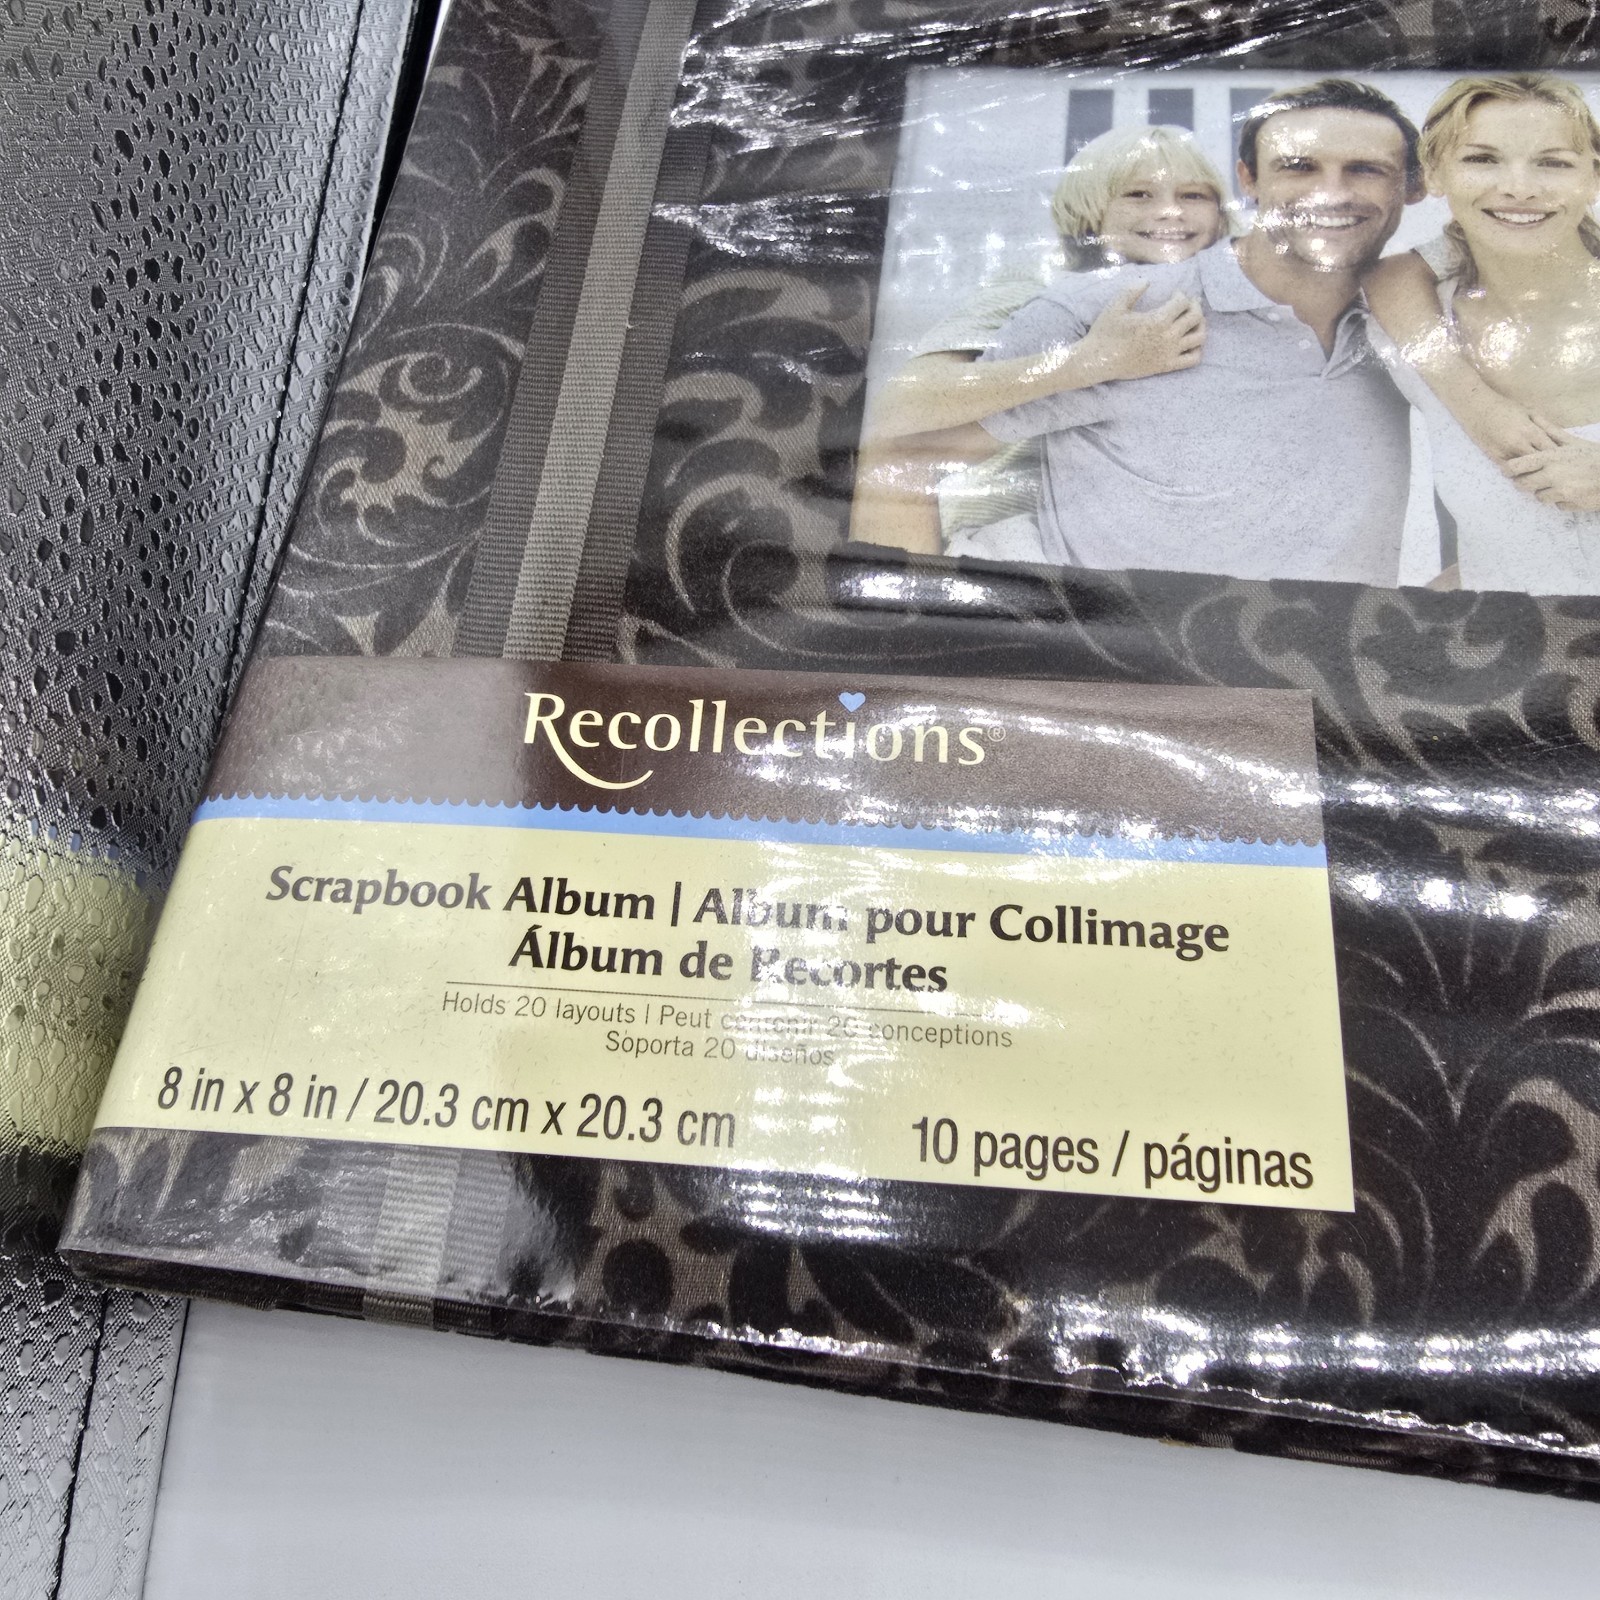 Recollections®
Scrapbook Album | Album pour Collimage
Álbum de Recortes
Holds 20 layouts | Peut contenir 20 conceptions
Soporta 20 diseños
8 in x 8 in / 20.3 cm x 20.3 cm
10 pages / páginas